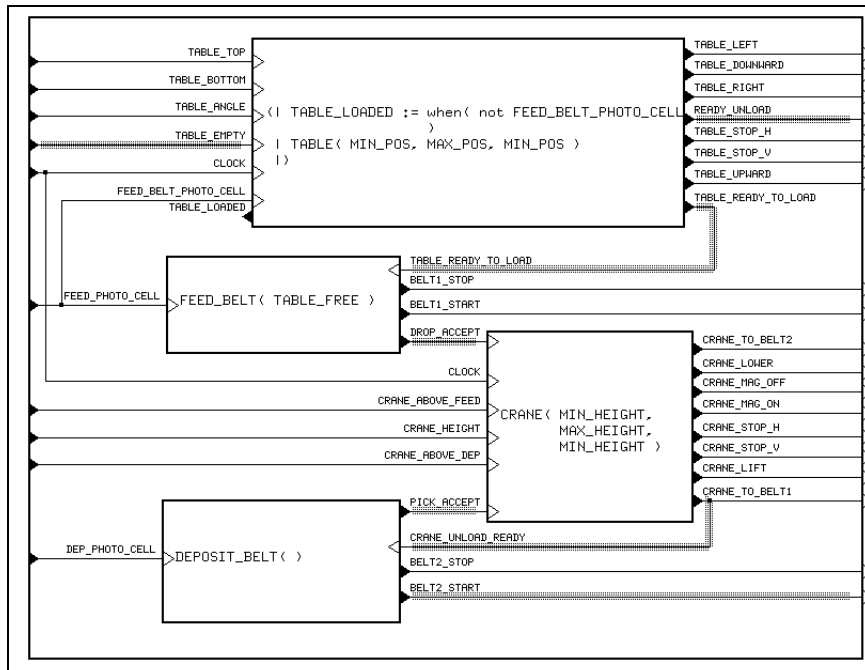 TABLE_TOP
TABLE_BOTTOM
TABLE_ANGLE
TABLE_EMPTY
CLOCK
FEED_BELT_PHOTO_CELL
TABLE_LOADED
(| TABLE_LOADED := when( not FEED_BELT_PHOTO_CELL
)
| TABLE( MIN_POS, MAX_POS, MIN_POS )
|)
TABLE_LEFT
TABLE_DOWNWARD
TABLE_RIGHT
READY_UNLOAD
TABLE_STOP_H
TABLE_STOP_V
TABLE_UPWARD
TABLE_READY_TO_LOAD
FEED_PHOTO_CELL
FEED_BELT( TABLE_FREE )
TABLE_READY_TO_LOAD
BELT1_STOP
BELT1_START
DROP_ACCEPT
CLOCK
CRANE_ABOVE_FEED
CRANE_HEIGHT
CRANE_ABOVE_DEP
CRANE( MIN_HEIGHT,
MAX_HEIGHT,
MIN_HEIGHT )
CRANE_TO_BELT2
CRANE_LOWER
CRANE_MAG_OFF
CRANE_MAG_ON
CRANE_STOP_H
CRANE_STOP_V
CRANE_LIFT
CRANE_TO_BELT1
DEP_PHOTO_CELL
DEPOSIT_BELT( )
PICK_ACCEPT
CRANE_UNLOAD_READY
BELT2_STOP
BELT2_START